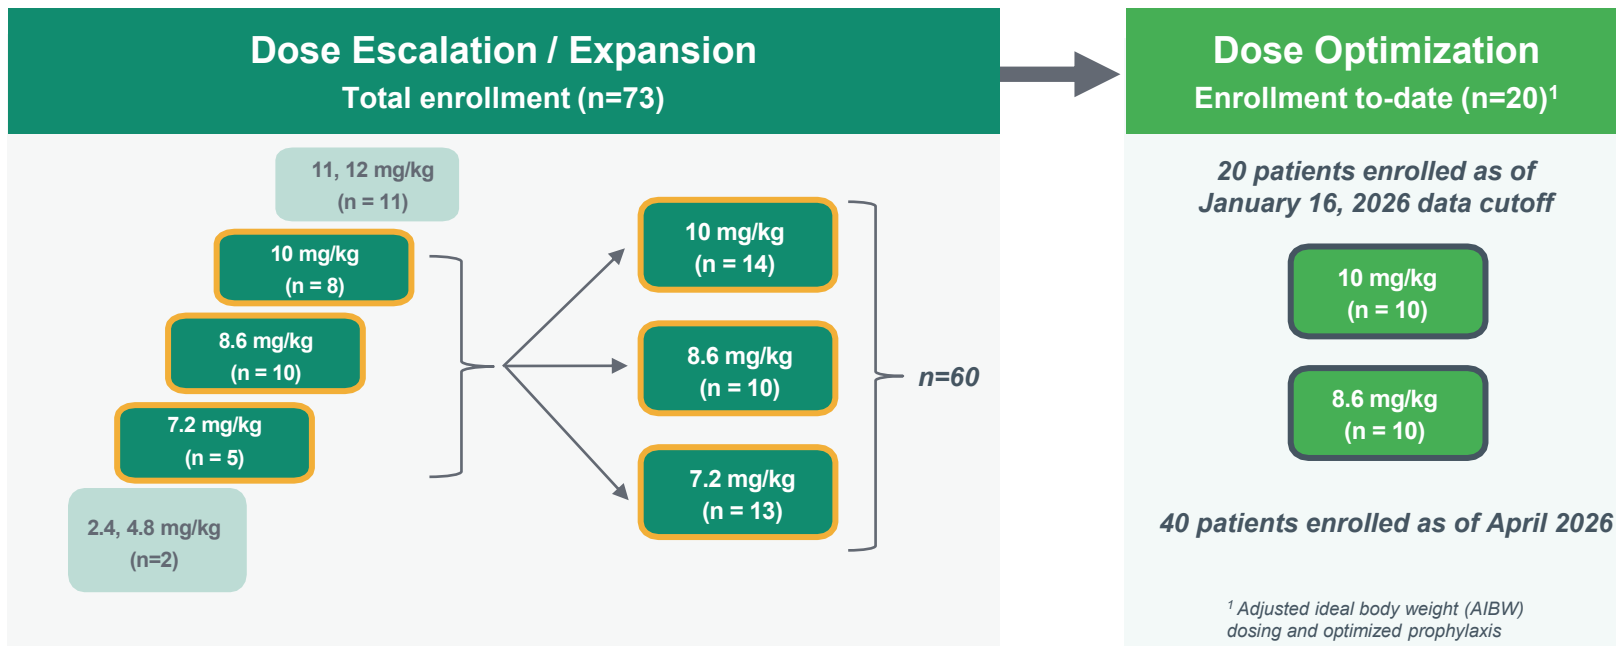 Dose Escalation / Expansion
Total enrollment (n=73)
11, 12 mg/kg
(n = 11)
10 mg/kg
(n = 8)
8.6 mg/kg
(n = 10)
7.2 mg/kg
(n = 5)
2.4, 4.8 mg/kg
(n=2)
10 mg/kg
(n = 14)
8.6 mg/kg
(n = 10)
7.2 mg/kg
(n = 13)
n=60
Dose Optimization
Enrollment to-date (n=20)¹
20 patients enrolled as of
January 16, 2026 data cutoff
10 mg/kg
(n = 10)
8.6 mg/kg
(n = 10)
40 patients enrolled as of April 2026
¹ Adjusted ideal body weight (AIBW)
dosing and optimized prophylaxis